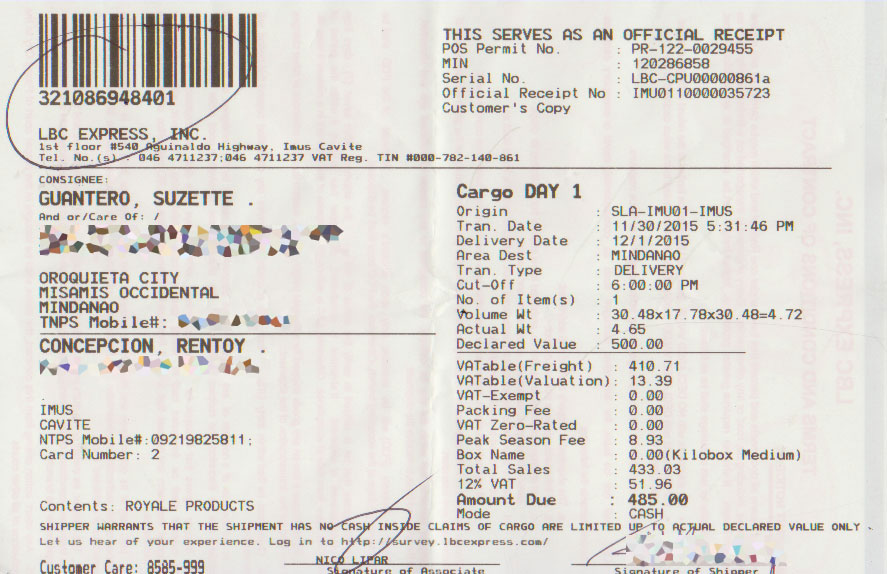 321086948401
LBC EXPRESS, INC.
1st floor #540 Aguinaldo Highway, Imus Cavite
Tel. No.(s) : 046 4711237;046 4711237 VAT Reg. TIN #000-782-140-861
THIS SERVES AS AN OFFICIAL RECEIPT
POS Permit No. : PR-122-0029455
MIN : 120286858
Serial No. : LBC-CPU00000861a
Official Receipt No : IMU0110000035723
Customer's Copy
CONSIGNEE:
GUANTERO, SUZETTE .
And or/Care Of: /
OROQUIETA CITY
MISAMIS OCCIDENTAL
MINDANAO
TNPS Mobile#:
CONCEPCION, RENTOY .
.
IMUS
CAVITE
NTPS Mobile#:09219825811;
Card Number: 2
Contents: ROYALE PRODUCTS
Cargo DAY 1
Origin : SLA-IMU01-IMUS
Tran. Date : 11/30/2015 5:31:46 PM
Delivery Date : 12/1/2015
Area Dest : MINDANAO
Tran. Type : DELIVERY
Cut-Off : 6:00:00 PM
No. of Item(s) : 1
Volume Wt : 30.48x17.78x30.48=4.72
Actual Wt : 4.65
Declared Value : 500.00
VATable(Freight) : 410.71
VATable(Valuation): 13.39
VAT-Exempt : 0.00
Packing Fee : 0.00
VAT Zero-Rated : 0.00
Peak Season Fee : 8.93
Box Name : 0.00(Kilobox Medium)
Total Sales : 433.03
12% VAT : 51.96
Amount Due : 485.00
Mode : CASH
SHIPPER WARRANTS THAT THE SHIPMENT HAS NO CASH INSIDE CLAIMS OF CARGO ARE LIMITED UP TO ACTUAL DECLARED VALUE ONLY .
Let us hear of your experience. Log in to http://survey.lbcexpress.com/
Customer Care: 8585-999
NICO LIPAR
Signature of Associate
Signature of Shipper